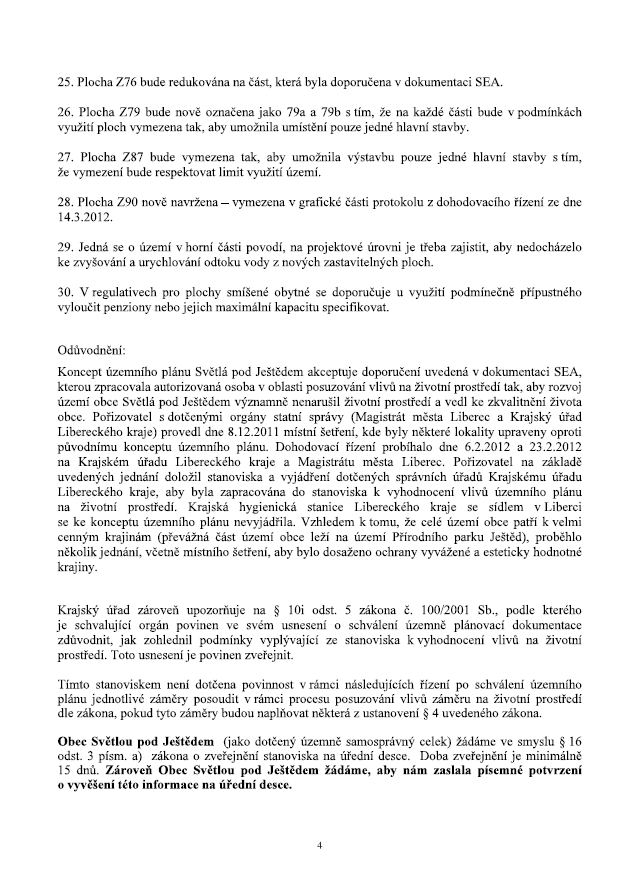 25. Plocha Z76 bude redukována na část, která byla doporučena v dokumentaci SEA.
26. Plocha Z79 bude nově označena jako 79a a 79b s tím, že na každé části bude v podmínkách
využití ploch vymezena tak, aby umožnila umístění pouze jedné hlavní stavby.
27. Plocha Z87 bude vymezena tak, aby umožnila výstavbu pouze jedné hlavní stavby s tím,
že vymezení bude respektovat limit využití území.
28. Plocha Z90 nově navržena – vymezena v grafické části protokolu z dohodovacího řízení ze dne
14.3.2012.
29. Jedná se o území v horní části povodí, na projektové úrovni je třeba zajistit, aby nedocházelo
ke zvyšování a urychlování odtoku vody z nových zastavitelných ploch.
30. V regulativech pro plochy smíšené obytné se doporučuje u využití podmínečně přípustného
vyloučit penziony nebo jejich maximální kapacitu specifikovat.
Odůvodnění:
Koncept územního plánu Světlá pod Ještědem akceptuje doporučení uvedená v dokumentaci SEA,
kterou zpracovala autorizovaná osoba v oblasti posuzování vlivů na životní prostředí tak, aby rozvoj
území obce Světlá pod Ještědem významně nenarušil životní prostředí a vedl ke zkvalitnění života
obce. Pořizovatel s dotčenými orgány statní správy (Magistrát města Liberec a Krajský úřad
Libereckého kraje) provedl dne 8.12.2011 místní šetření, kde byly některé lokality upraveny oproti
původnímu konceptu územního plánu. Dohodovací řízení probíhalo dne 6.2.2012 a 23.2.2012
na Krajském úřadu Libereckého kraje a Magistrátu města Liberec. Pořizovatel na základě
uvedených jednání doložil stanoviska a vyjádření dotčených správních úřadů Krajskému úřadu
Libereckého kraje, aby byla zapracována do stanoviska k vyhodnocení vlivů územního plánu
na životní prostředí. Krajská hygienická stanice Libereckého kraje se sídlem v Liberci
se ke konceptu územního plánu nevyjádřila. Vzhledem k tomu, že celé území obce patří k velmi
cenným krajinám (převážná část území obce leží na území Přírodního parku Ještěd), proběhlo
několik jednání, včetně místního šetření, aby bylo dosaženo ochrany vyvážené a esteticky hodnotné
krajiny.
Krajský úřad zároveň upozorňuje na § 10i odst. 5 zákona č. 100/2001 Sb., podle kterého
je schvalující orgán povinen ve svém usnesení o schválení územně plánovací dokumentace
zdůvodnit, jak zohlednil podmínky vyplývající ze stanoviska k vyhodnocení vlivů na životní
prostředí. Toto usnesení je povinen zveřejnit.
Tímto stanoviskem není dotčena povinnost v rámci následujících řízení po schválení územního
plánu jednotlivé záměry posoudit v rámci procesu posuzování vlivů záměru na životní prostředí
dle zákona, pokud tyto záměry budou naplňovat některá z ustanovení § 4 uvedeného zákona.
Obec Světlou pod Ještědem (jako dotčený územně samosprávný celek) žádáme ve smyslu § 16
odst. 3 písm. a) zákona o zveřejnění stanoviska na úřední desce. Doba zveřejnění je minimálně
15 dnů. Zároveň Obec Světlou pod Ještědem žádáme, aby nám zaslala písemné potvrzení
o vyvěšení této informace na úřední desce.
4